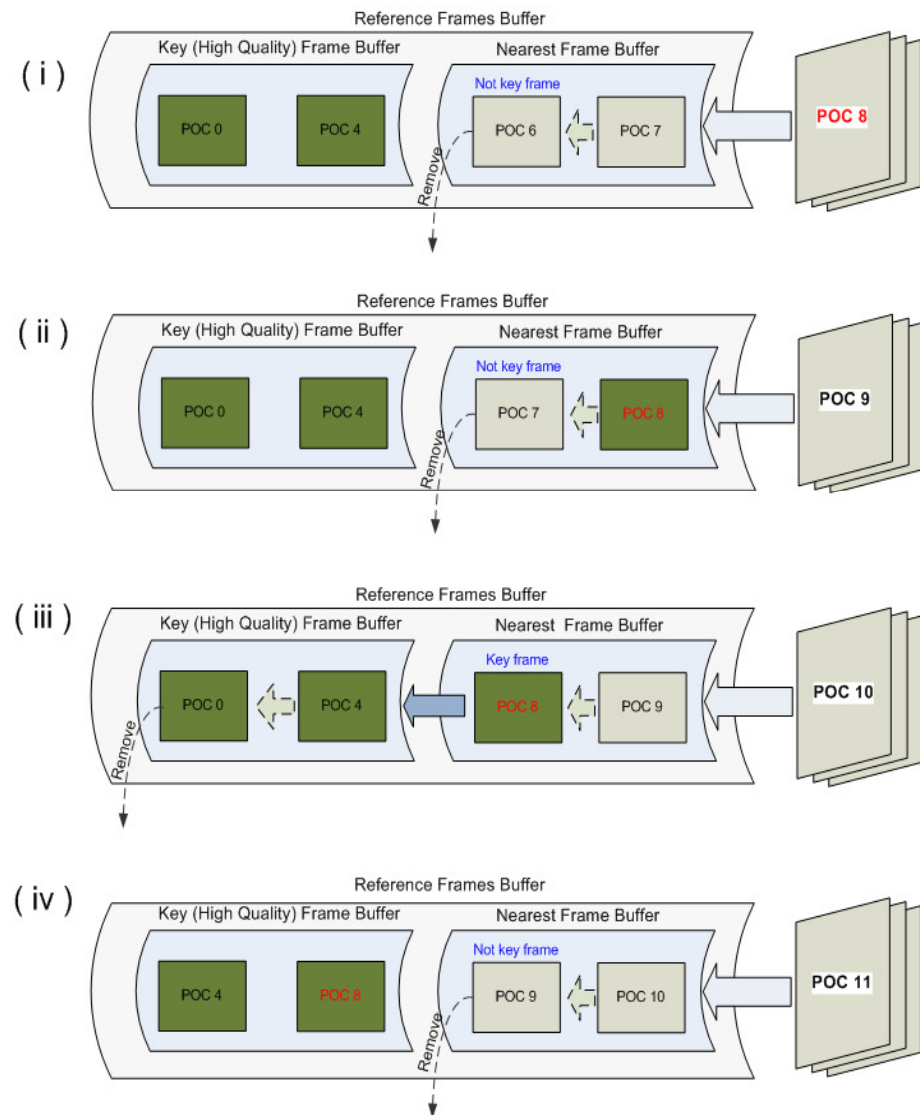 Reference Frames Buffer
Key (High Quality) Frame Buffer
Nearest Frame Buffer
( i )
Not key frame
POC 0
POC 4
POC 6
POC 7
POC 8
Remove
Reference Frames Buffer
Key (High Quality) Frame Buffer
Nearest Frame Buffer
( ii )
Not key frame
POC 0
POC 4
POC 7
POC 8
POC 9
Remove
Reference Frames Buffer
Key (High Quality) Frame Buffer
Nearest Frame Buffer
( iii )
Key frame
POC 0
POC 4
POC 8
POC 9
POC 10
Remove
Reference Frames Buffer
Key (High Quality) Frame Buffer
Nearest Frame Buffer
( iv )
Not key frame
POC 4
POC 8
POC 9
POC 10
POC 11
Remove